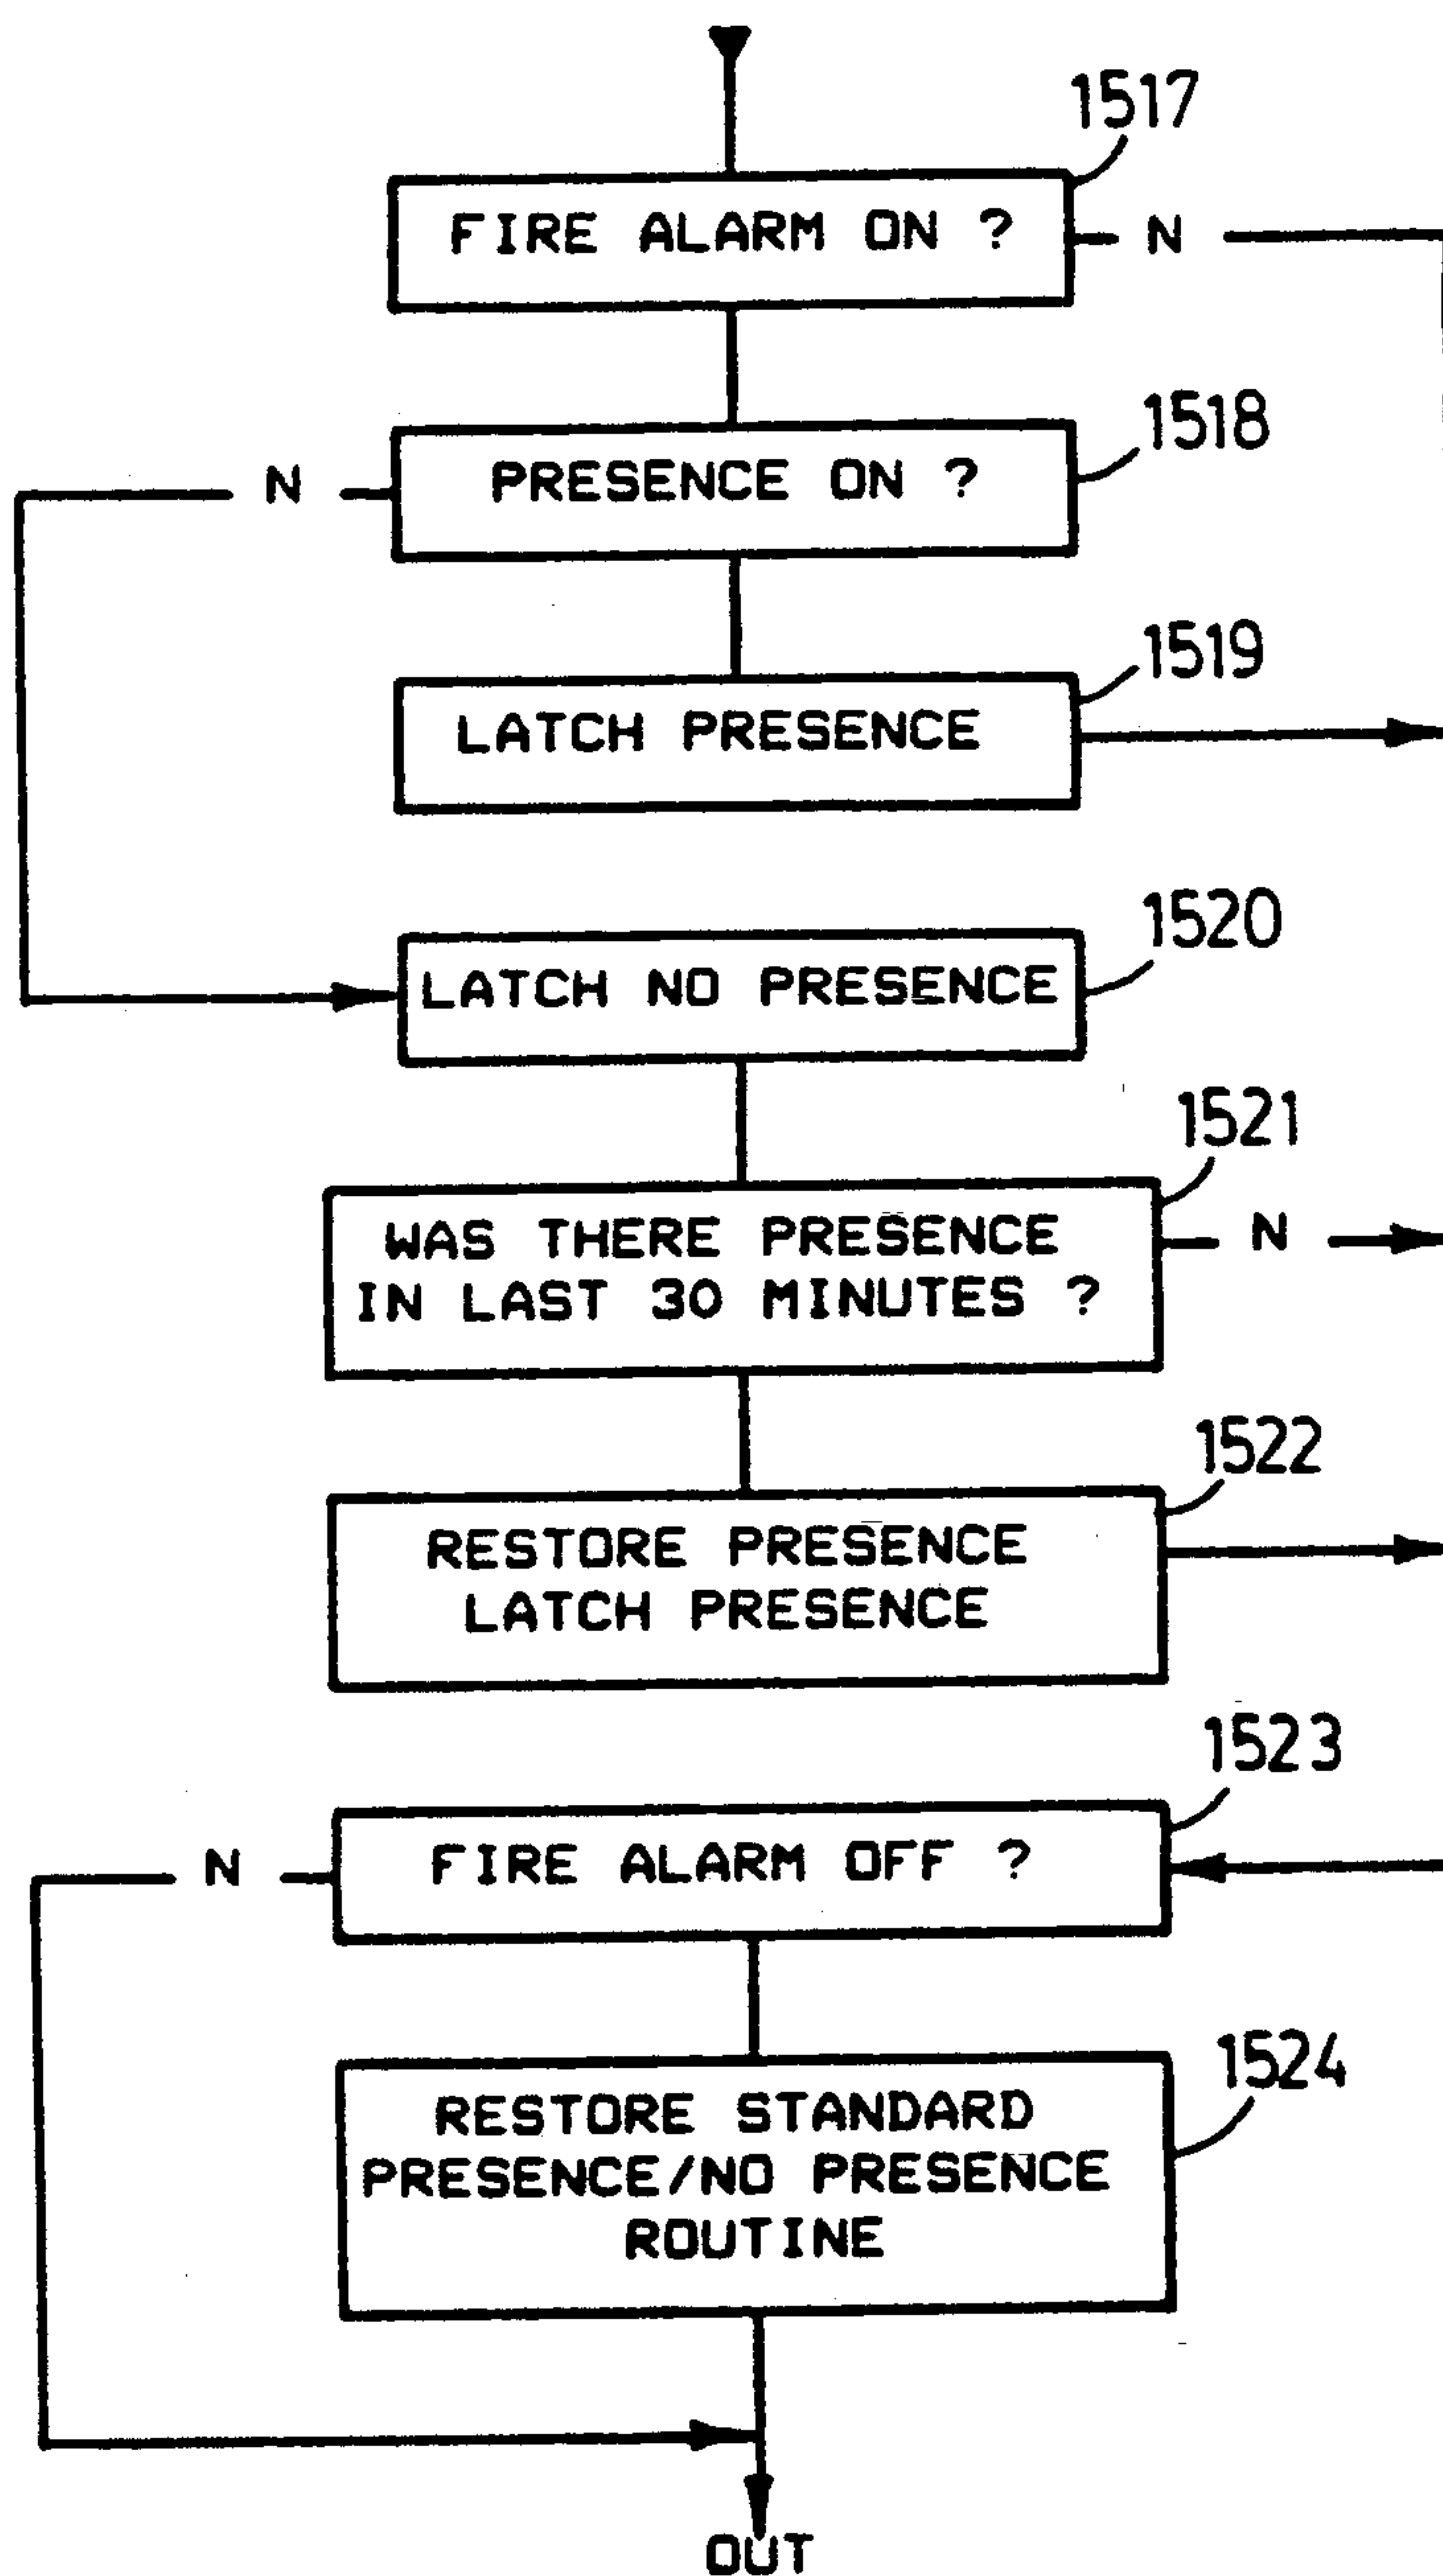 1517
FIRE ALARM ON ?
N
1518
PRESENCE ON ?
N
1519
LATCH PRESENCE
1520
LATCH NO PRESENCE
1521
WAS THERE PRESENCE
IN LAST 30 MINUTES ?
N
1522
RESTORE PRESENCE
LATCH PRESENCE
1523
FIRE ALARM OFF ?
N
1524
RESTORE STANDARD
PRESENCE/NO PRESENCE
ROUTINE
OUT